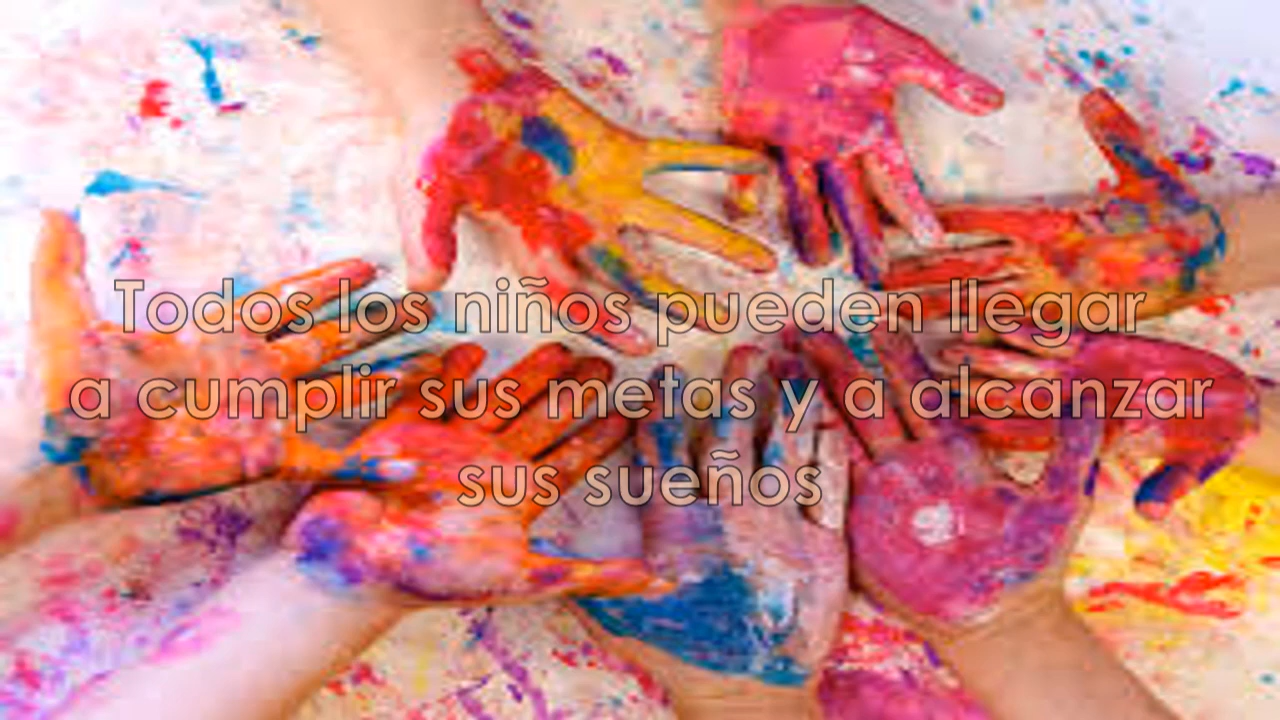 Todos los niños pueden llegar
a cumplir sus metas y a alcanzar
sus sueños